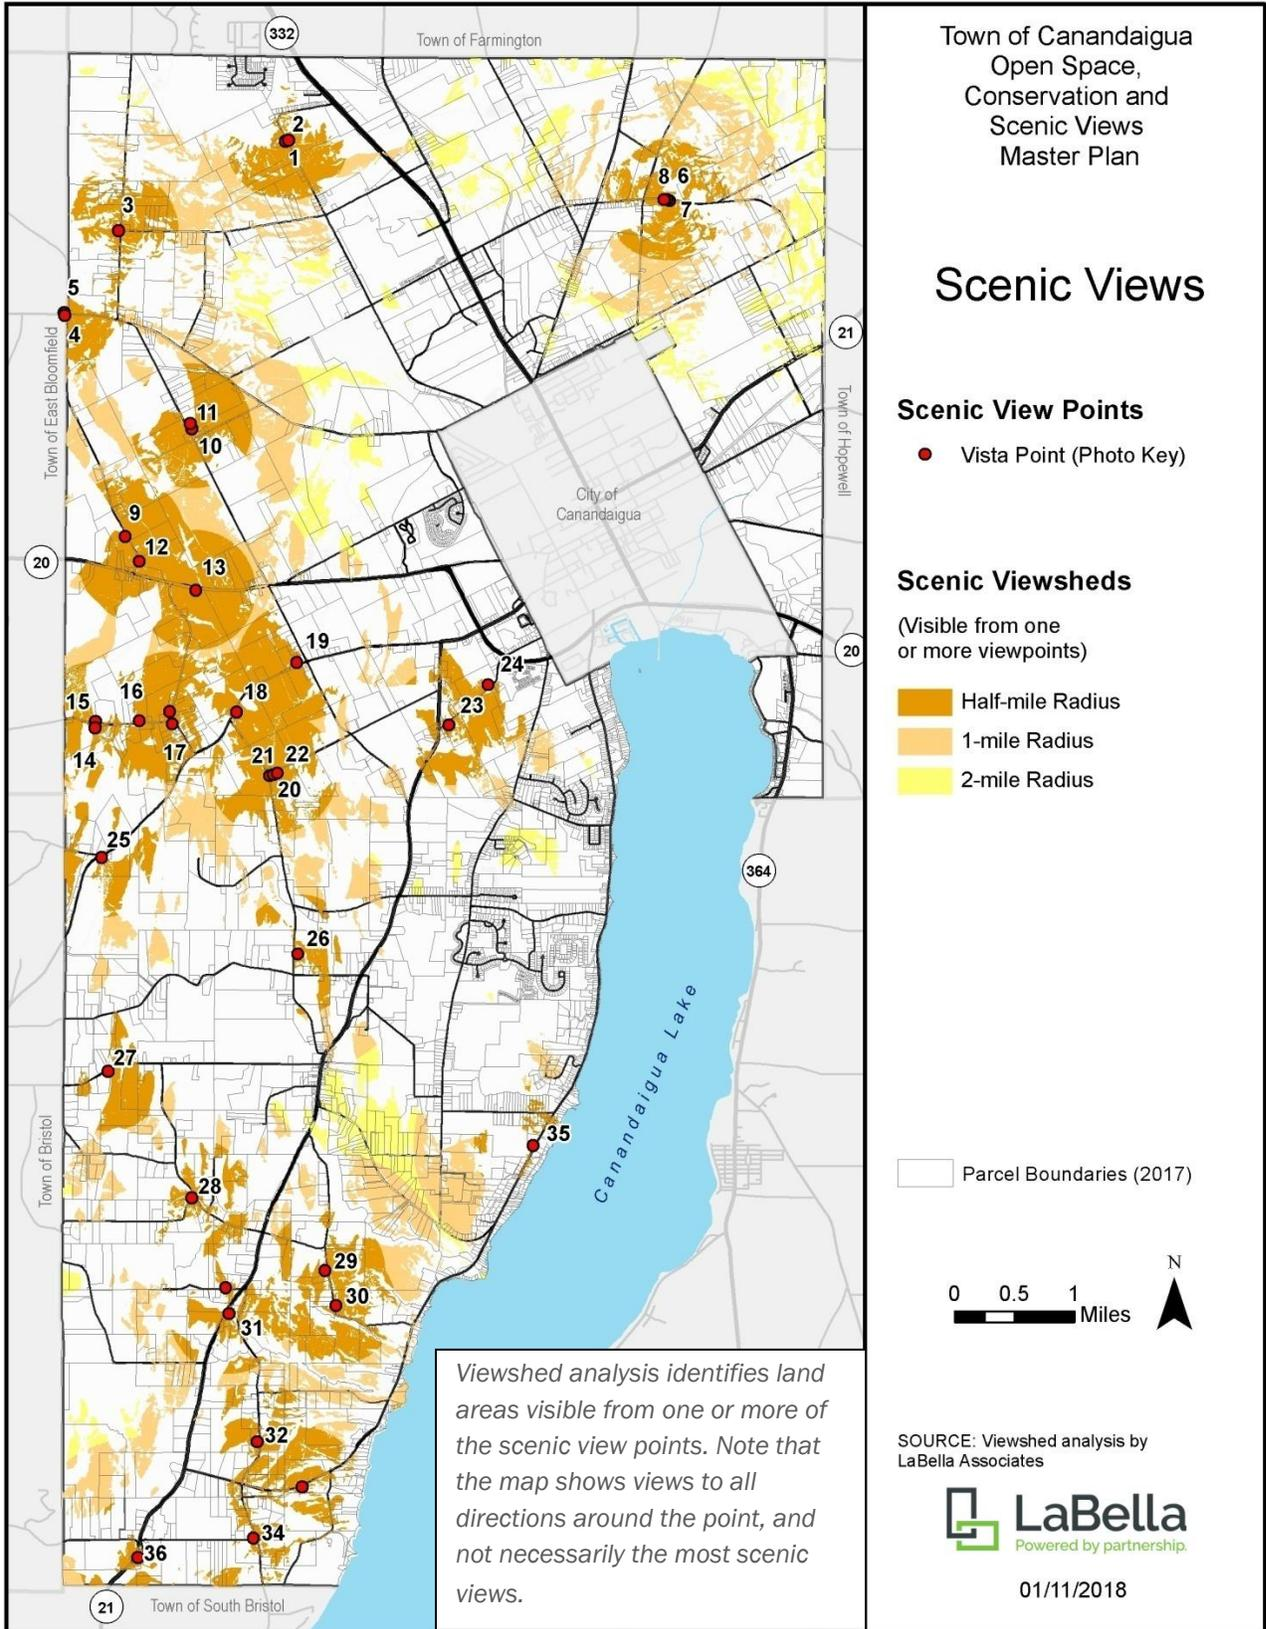 332
Town of Farmington
2
1
8 6
7
3
5
4
21
Town of East Bloomfield
Town of Hopewell
11
10
City of
Canandaigua
9
12
20
13
19
20
24
15
16
18
23
17
14
21
22
20
25
364
26
Canandaigua Lake
27
35
Town of Bristol
28
29
30
31
32
34
36
21
Town of South Bristol
Viewshed analysis identifies land
areas visible from one or more of
the scenic view points. Note that
the map shows views to all
directions around the point, and
not necessarily the most scenic
views.
Town of Canandaigua
Open Space,
Conservation and
Scenic Views
Master Plan
Scenic Views
Scenic View Points
Vista Point (Photo Key)
Scenic Viewsheds
(Visible from one
or more viewpoints)
Half-mile Radius
1-mile Radius
2-mile Radius
Parcel Boundaries (2017)
N
0 0.5 1
Miles
SOURCE: Viewshed analysis by
LaBella Associates
LaBella
Powered by partnership.
01/11/2018